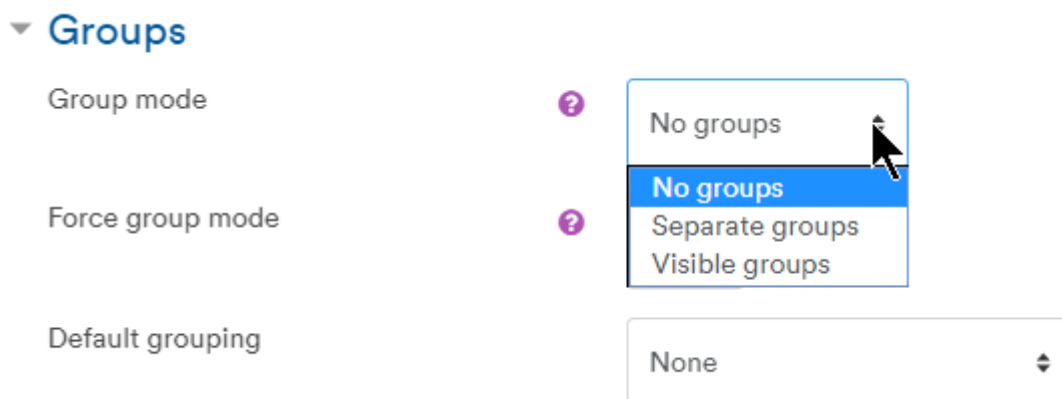 Groups
Group mode
No groups
No groups
Separate groups
Visible groups
Force group mode
Default grouping
None